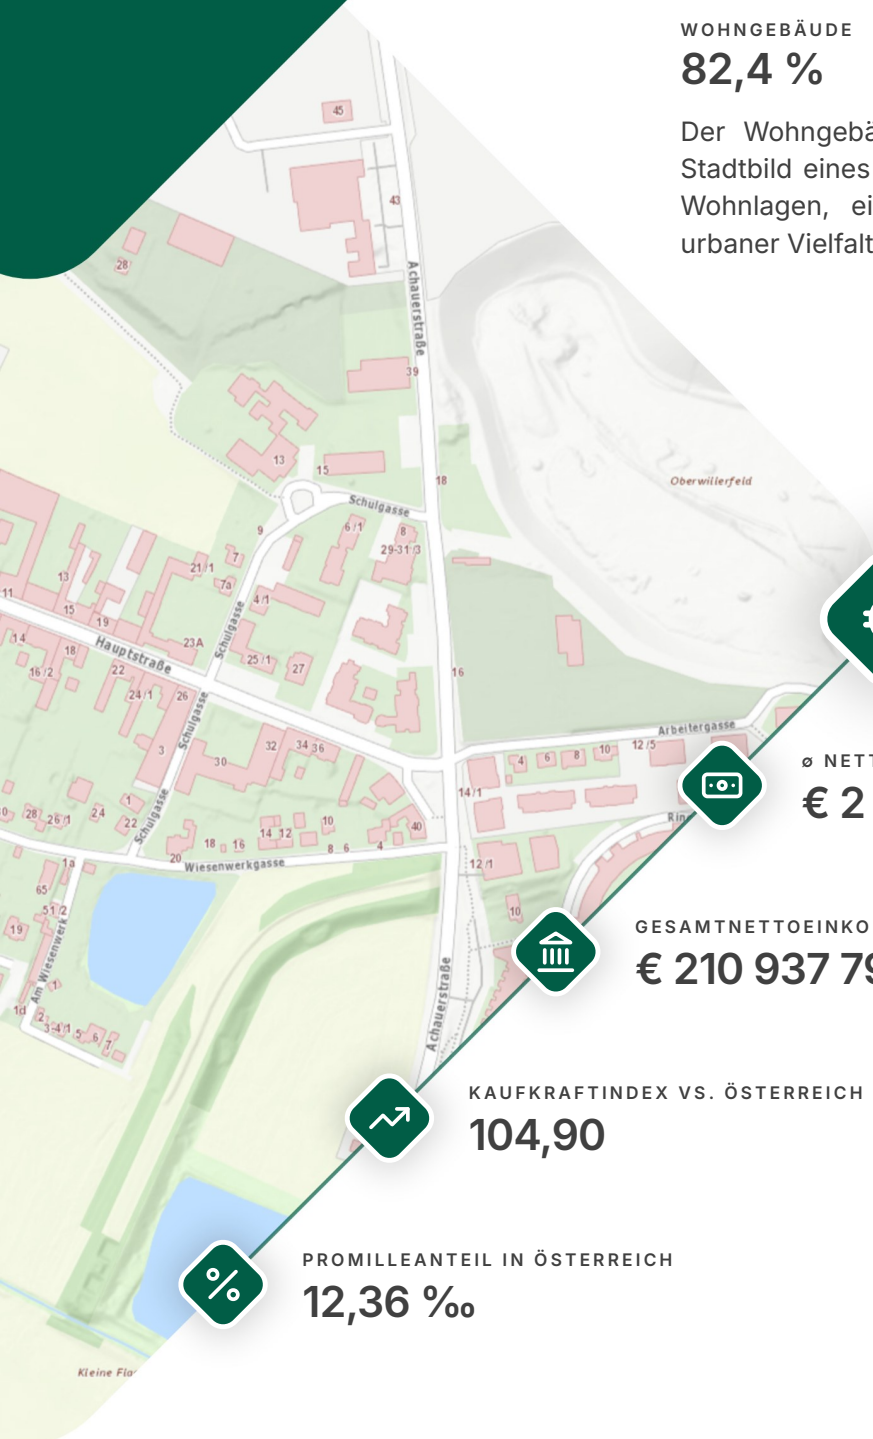 WOHNGEBÄUDE
82,4 %
Der Wohngebä
Stadtbild eines
Wohnlagen, ei
urbaner Vielfalt
45
43
28
Achauerstraße
39
13
15
18
Schulgasse
Oberwillerfeld
9
6/1
8
29-31/3
21/1
7
7a
13
11
15
19
4/1
Schulgasse
14
18
Hauptstraße
23A
16/2
22
25/1
27
16
24/1
26
Schulgasse
3
30
32
34 36
Arbeitergasse
4
6
8
10
12/5
ø NETT
€ 2
14/1
28
26/1
24
1
22
Schulgasse
18
16
14 12
10
40
Rin
20
Wiesenwerkgasse
8
6
4
12/1
1a
65
51/2
19
10
Am Wiesenwerk
GESAMTNETTOEINKO
€ 210 937 79
1
1d
2
3-4/1
5
6
7
Achauerstraße
KAUFKRAFTINDEX VS. ÖSTERREICH
104,90
PROMILLEANTEIL IN ÖSTERREICH
12,36 ‰
Kleine Fla